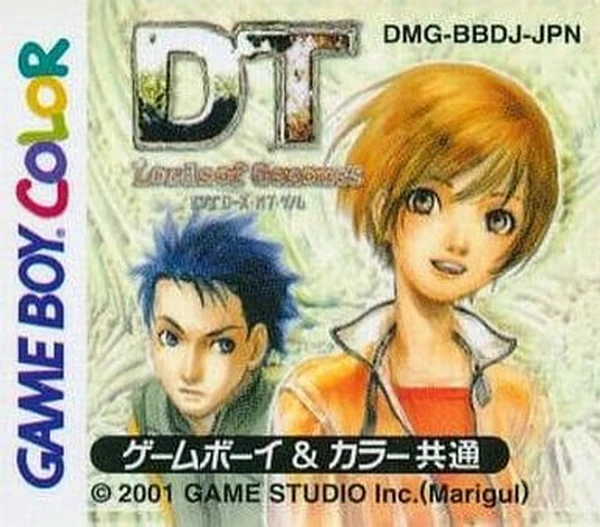 DMG-BBDJ-JPN
DT
Lords of Genomes
GAME BOY COLOR
ゲームボーイ & カラー共通
© 2001 GAME STUDIO Inc.(Marigul)